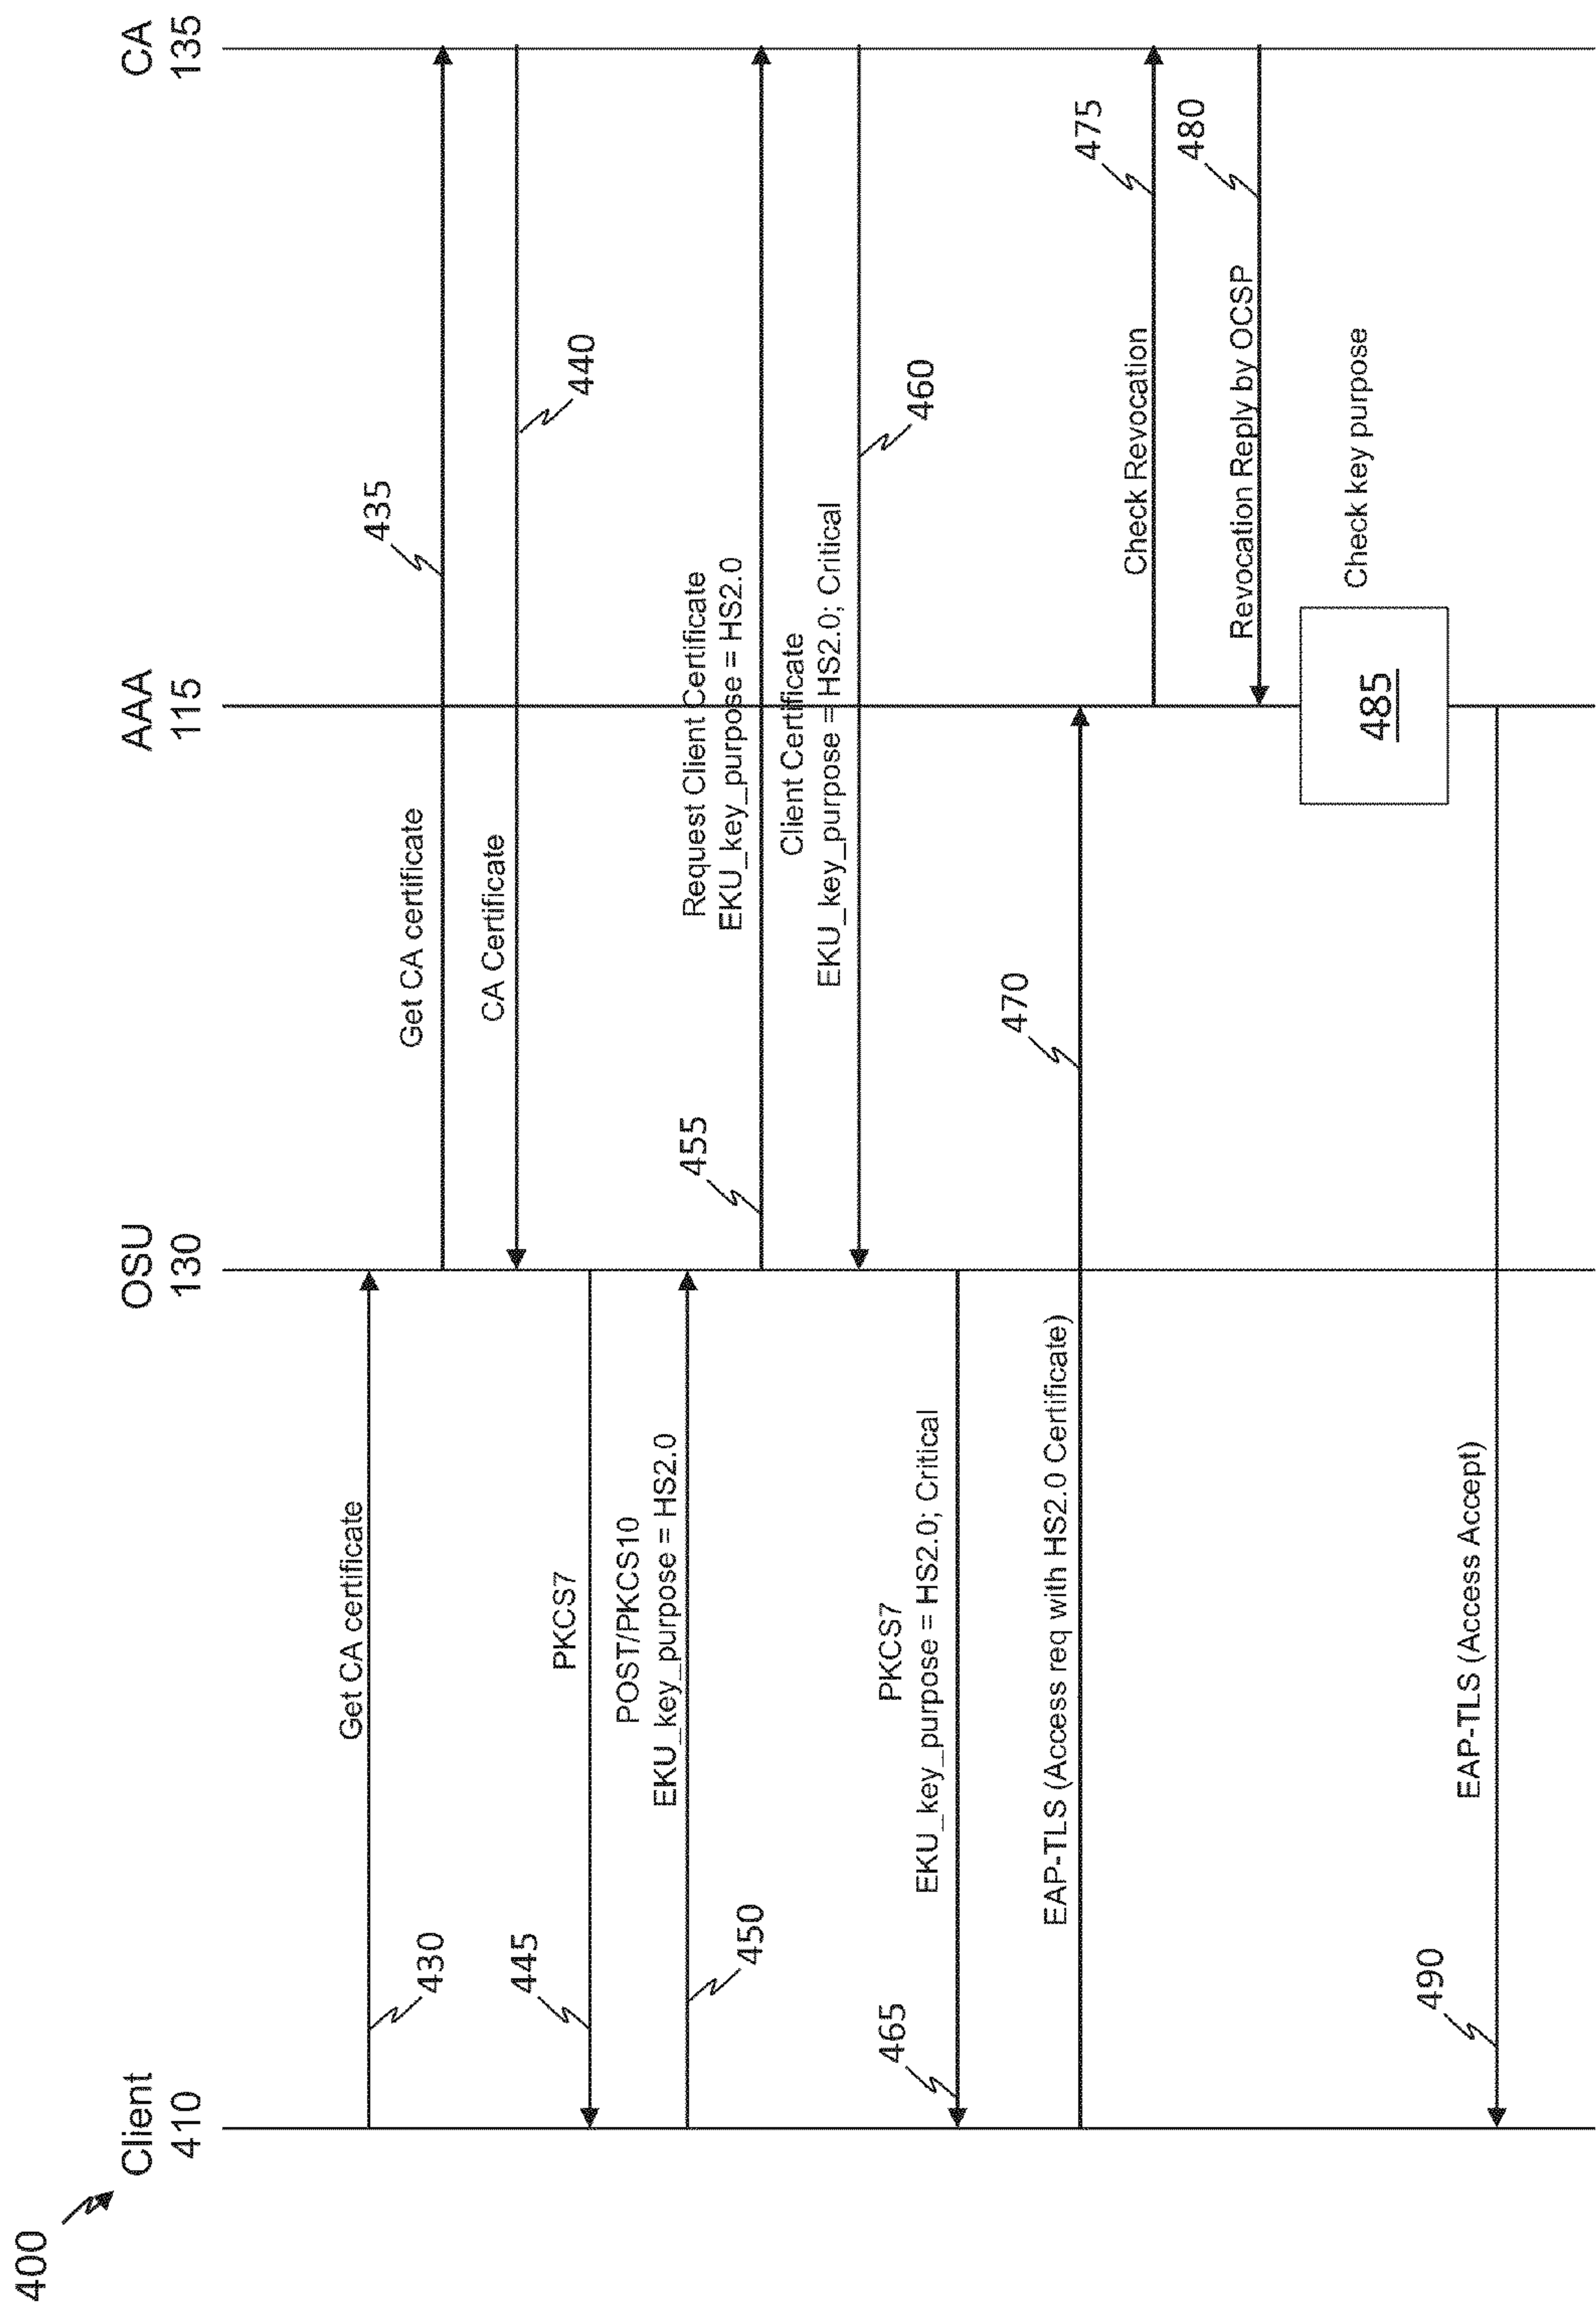 400
Client
410
OSU
130
AAA
115
CA
135
Get CA certificate
430
Get CA certificate
435
CA Certificate
440
PKCS7
445
POST/PKCS10
EKU_key_purpose = HS2.0
450
Request Client Certificate
EKU_key_purpose = HS2.0
455
Client Certificate
EKU_key_purpose = HS2.0; Critical
460
PKCS7
EKU_key_purpose = HS2.0; Critical
465
EAP-TLS (Access req with HS2.0 Certificate)
470
Check Revocation
475
Revocation Reply by OCSP
480
485
Check key purpose
EAP-TLS (Access Accept)
490